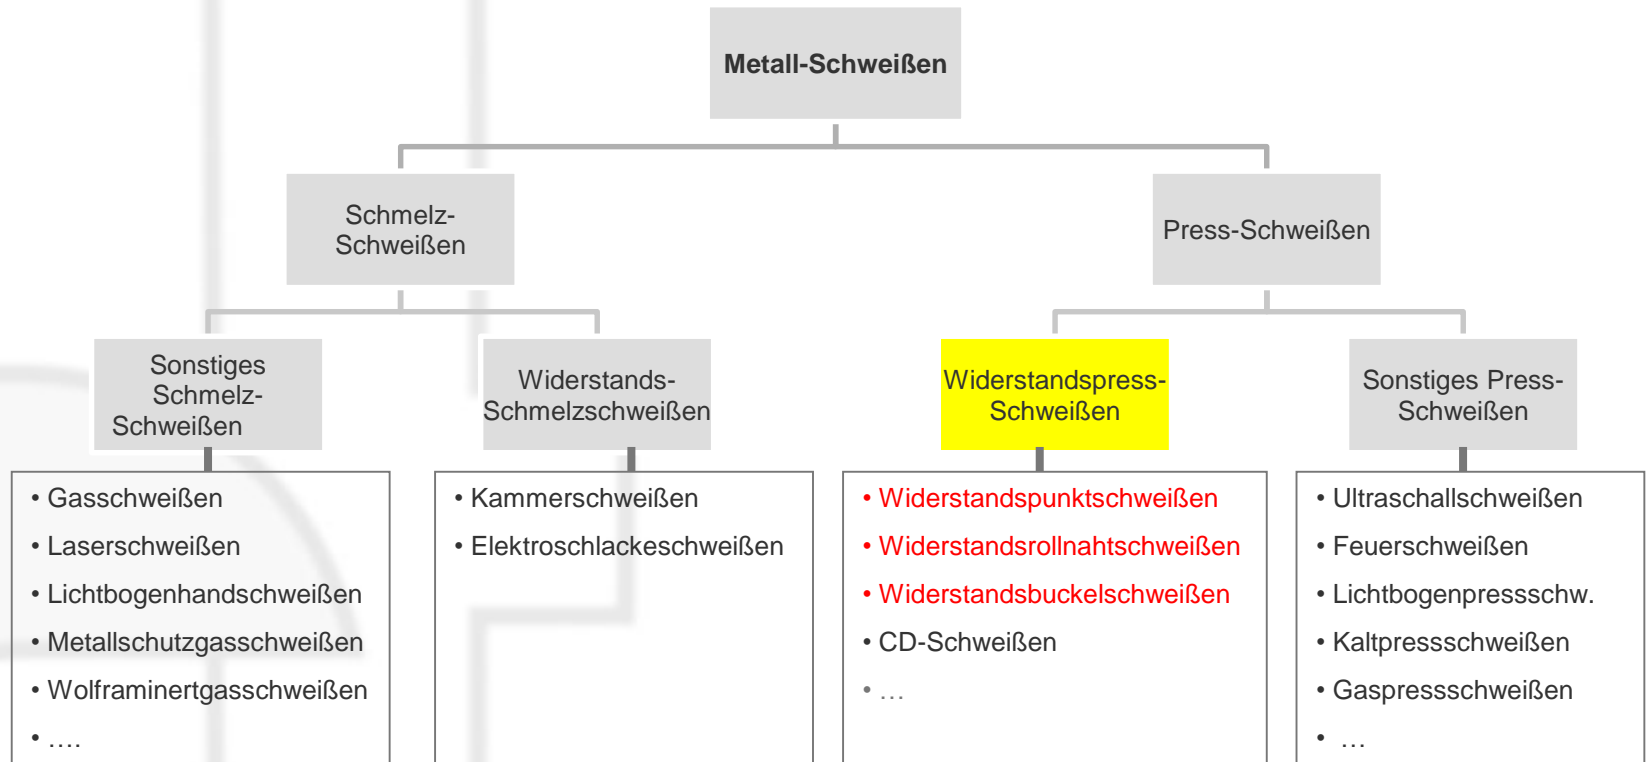 Metall-Schweißen
Schmelz-
Schweißen
Press-Schweißen
Sonstiges
Schmelz-
Schweißen
Widerstands-
Schmelzschweißen
Widerstandspress-
Schweißen
Sonstiges Press-
Schweißen
• Gasschweißen
• Laserschweißen
• Lichtbogenhandschweißen
• Metallschutzgasschweißen
• Wolframinertgasschweißen
• ….
• Kammerschweißen
• Elektroschlackeschweißen
• Widerstandspunktschweißen
• Widerstandsrollnahtschweißen
• Widerstandsbuckelschweißen
• CD-Schweißen
• …
• Ultraschallschweißen
• Feuerschweißen
• Lichtbogenpressschw.
• Kaltpressschweißen
• Gaspressschweißen
• …